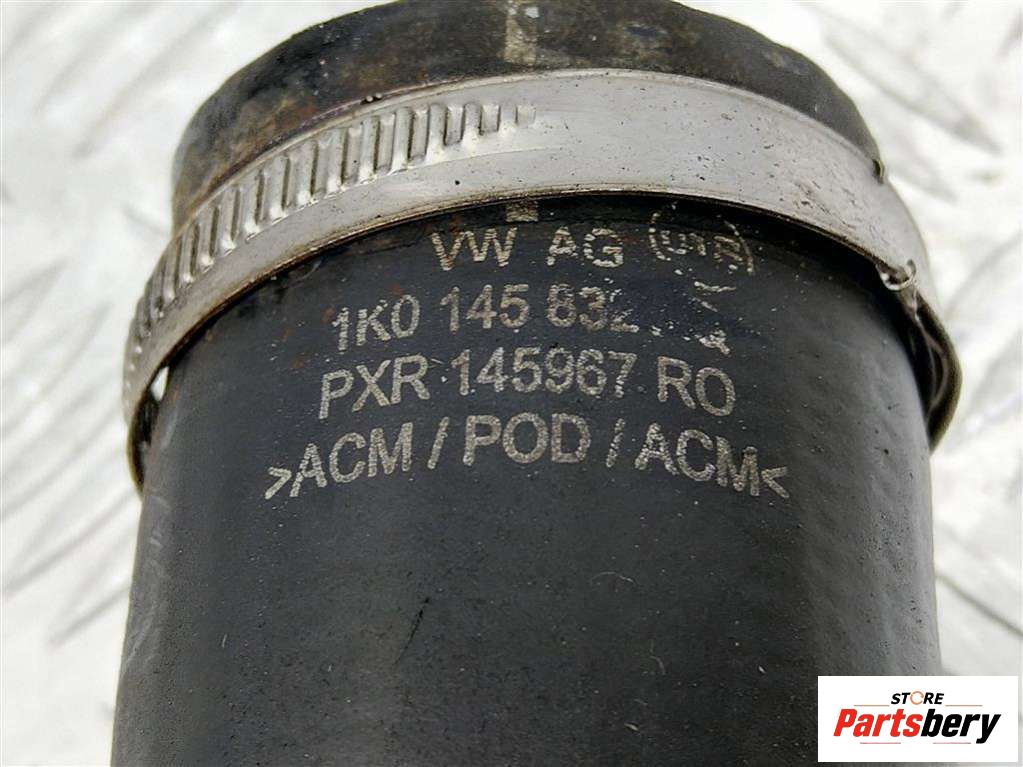 VW AG
1K0 145 832
PXR 145967 RO
>ACM / POD / ACM<
STORE
Partsbery